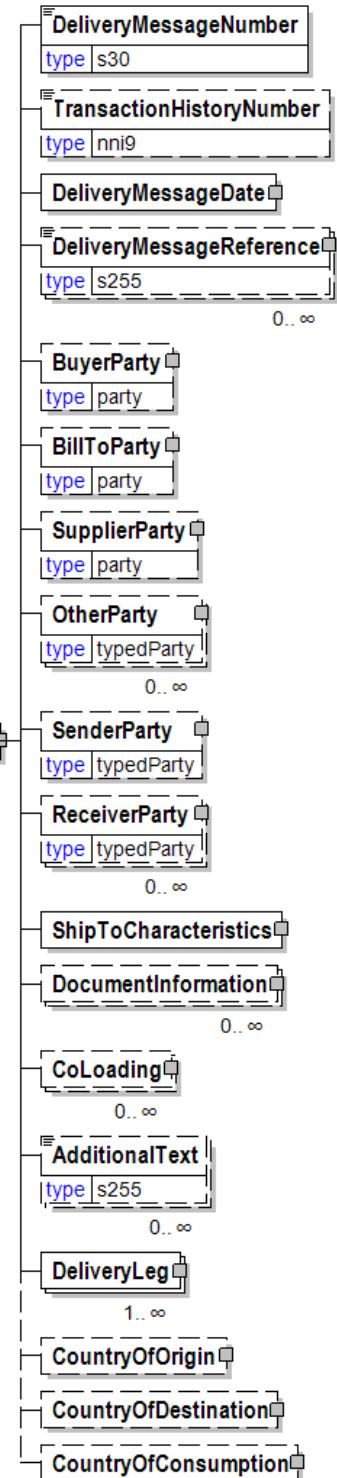 DeliveryMessageNumber
type s30
TransactionHistoryNumber
type nni9
DeliveryMessageDate
DeliveryMessageReference
type s255
0.. ∞
BuyerParty
type party
BillToParty
type party
SupplierParty
type party
OtherParty
type typedParty
0.. ∞
SenderParty
type typedParty
ReceiverParty
type typedParty
0.. ∞
ShipToCharacteristics
DocumentInformation
0.. ∞
CoLoading
0.. ∞
AdditionalText
type s255
0.. ∞
DeliveryLeg
1.. ∞
CountryOfOrigin
CountryOfDestination
CountryOfConsumption